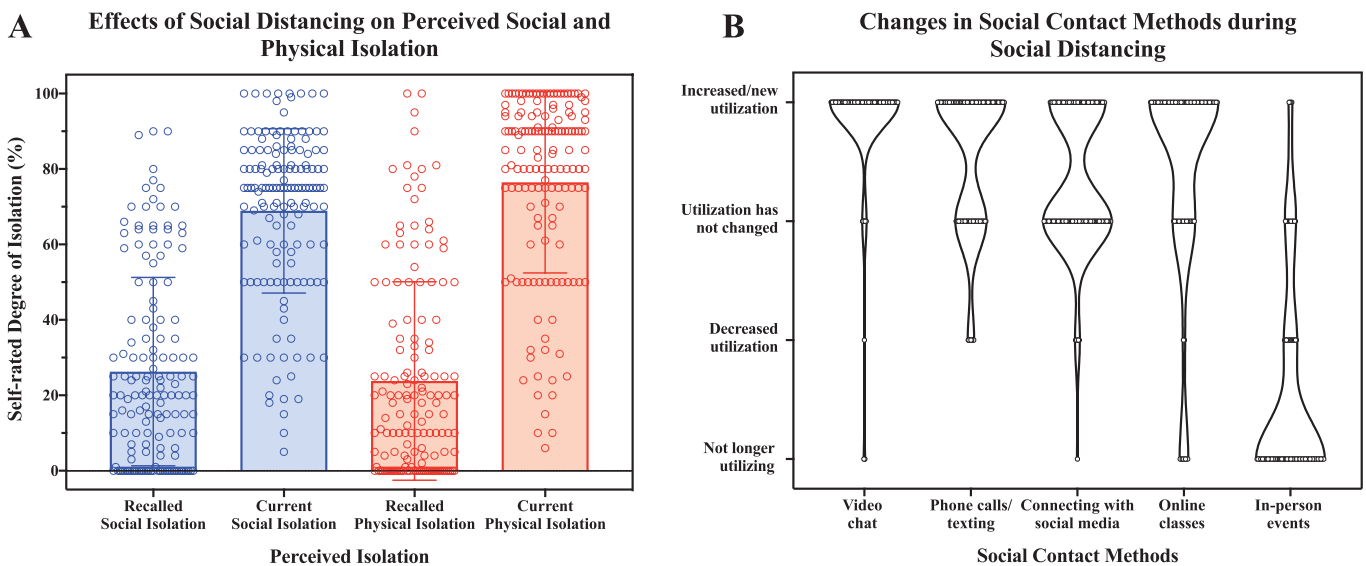 A
Effects of Social Distancing on Perceived Social and
Physical Isolation
Self-rated Degree of Isolation (%)
100
80
60
40
20
0
Recalled
Social Isolation
Current
Social Isolation
Recalled
Physical Isolation
Current
Physical Isolation
Perceived Isolation
B
Changes in Social Contact Methods during
Social Distancing
Increased/new
utilization
Utilization has
not changed
Decreased
utilization
Not longer
utilizing
Video
chat
Phone calls/
texting
Connecting with
social media
Online
classes
In-person
events
Social Contact Methods